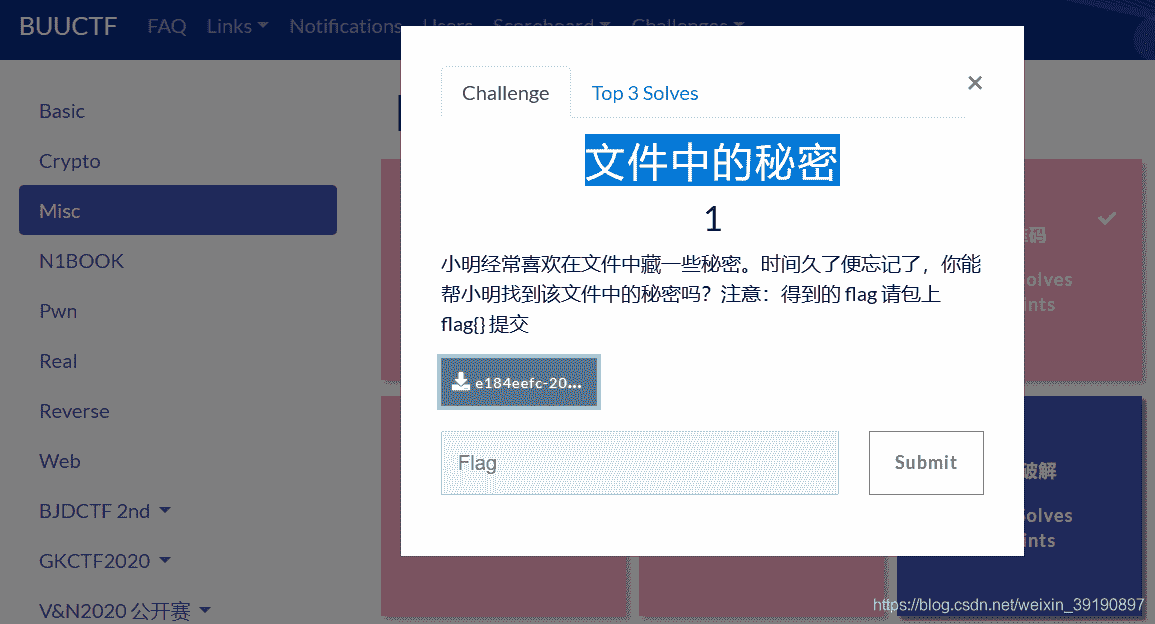 BUUCTF FAQ Links Notifications Users Scoreboard Challenges
Basic
Crypto
Misc
N1BOOK
Pwn
Real
Reverse
Web
BJDCTF 2nd
GKCTF2020
V&N2020 公开赛
Challenge Top 3 Solves ×
文件中的秘密
1
小明经常喜欢在文件中藏一些秘密。时间久了便忘记了，你能
帮小明找到该文件中的秘密吗？注意：得到的 flag 请包上
flag{} 提交
e184eefc-20...
Flag
Submit
码
olves
ints
破解
Solves
ints
https://blog.csdn.net/weixin_39190897